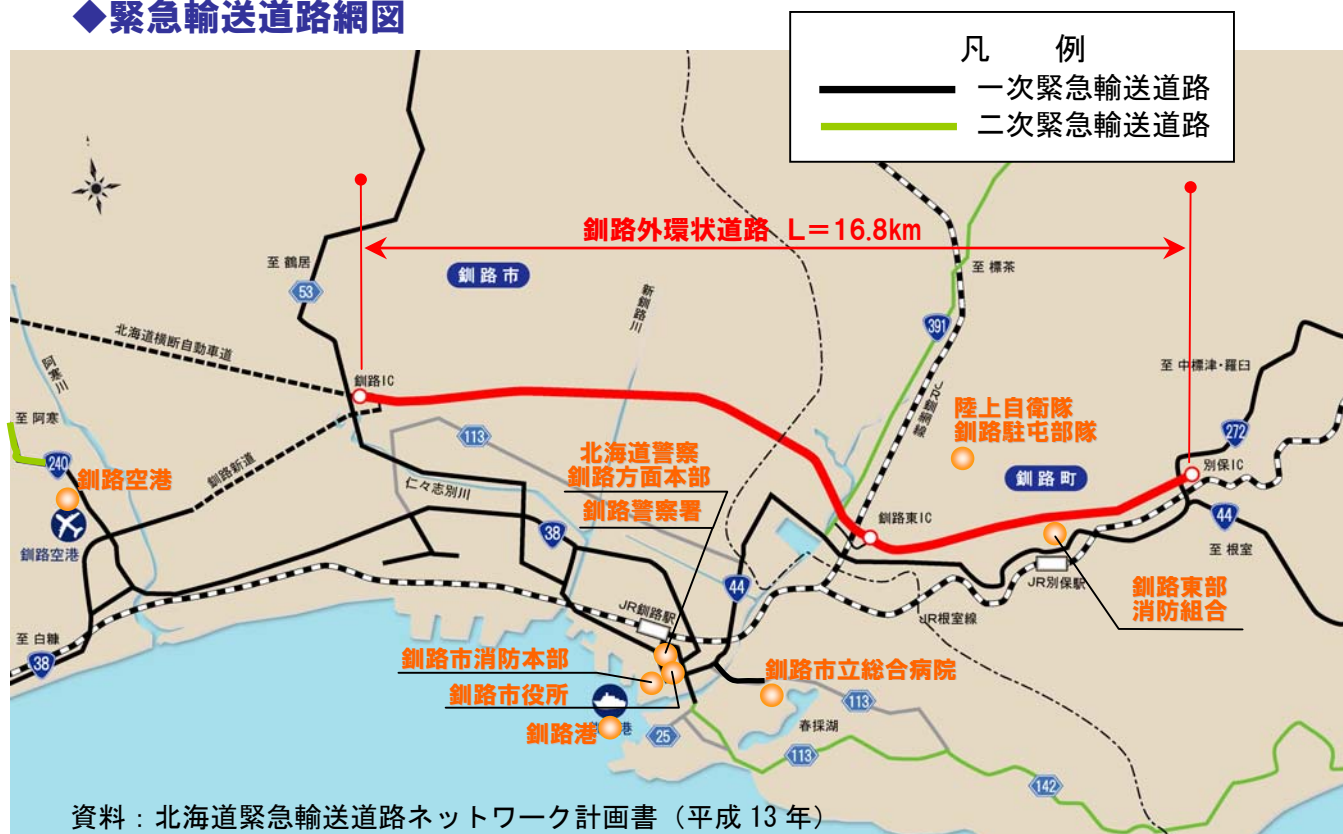 ◆緊急輸送道路網図
凡 例
一次緊急輸送道路
二次緊急輸送道路
釧路外環状道路 L=16.8km
至 鶴居
53
釧路市
新釧路川
至 標茶
391
北海道横断自動車道
阿寒川
釧路IC
至 中標津・羅臼
272
至 阿寒
240
釧路空港
釧路空港
釧路新道
113
仁々志別川
38
北海道警察
釧路方面本部
釧路警察署
陸上自衛隊
釧路駐屯部隊
釧路町
別保IC
44
至 根室
釧路東IC
JR別保駅
釧路東部
消防組合
44
JR釧路駅
JR根室線
至 白糠
38
釧路市消防本部
釧路市役所
釧路港
25
釧路市立総合病院
113
春採湖
113
142
資料:北海道緊急輸送道路ネットワーク計画書(平成 13 年)